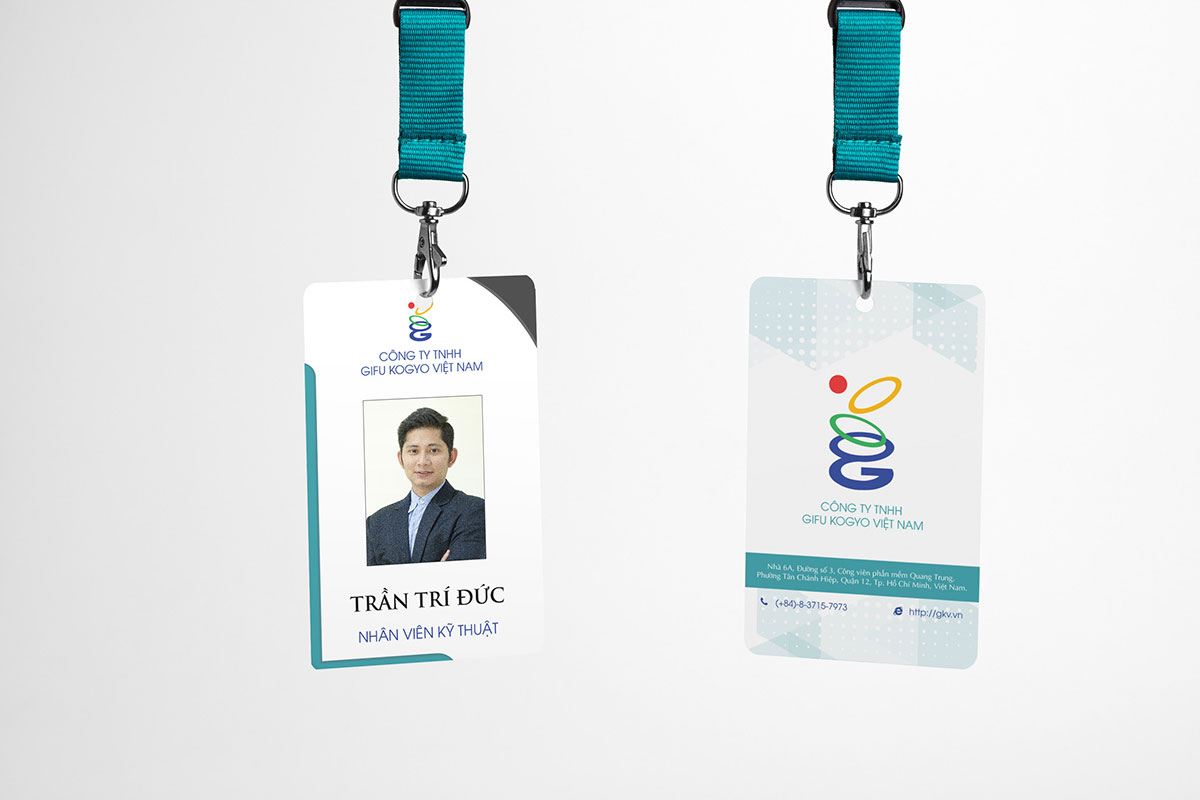 CÔNG TY TNHH
GIFU KOGYO VIỆT NAM
TRẦN TRÍ ĐỨC
NHÂN VIÊN KỸ THUẬT
G
CÔNG TY TNHH
GIFU KOGYO VIỆT NAM
Nhà 6A, Đường số 3, Công viên phần mềm Quang Trung,
Phường Tân Chánh Hiệp, Quận 12, Tp. Hồ Chí Minh, Việt Nam.
(+84)-8-3715-7973
http://gkv.vn